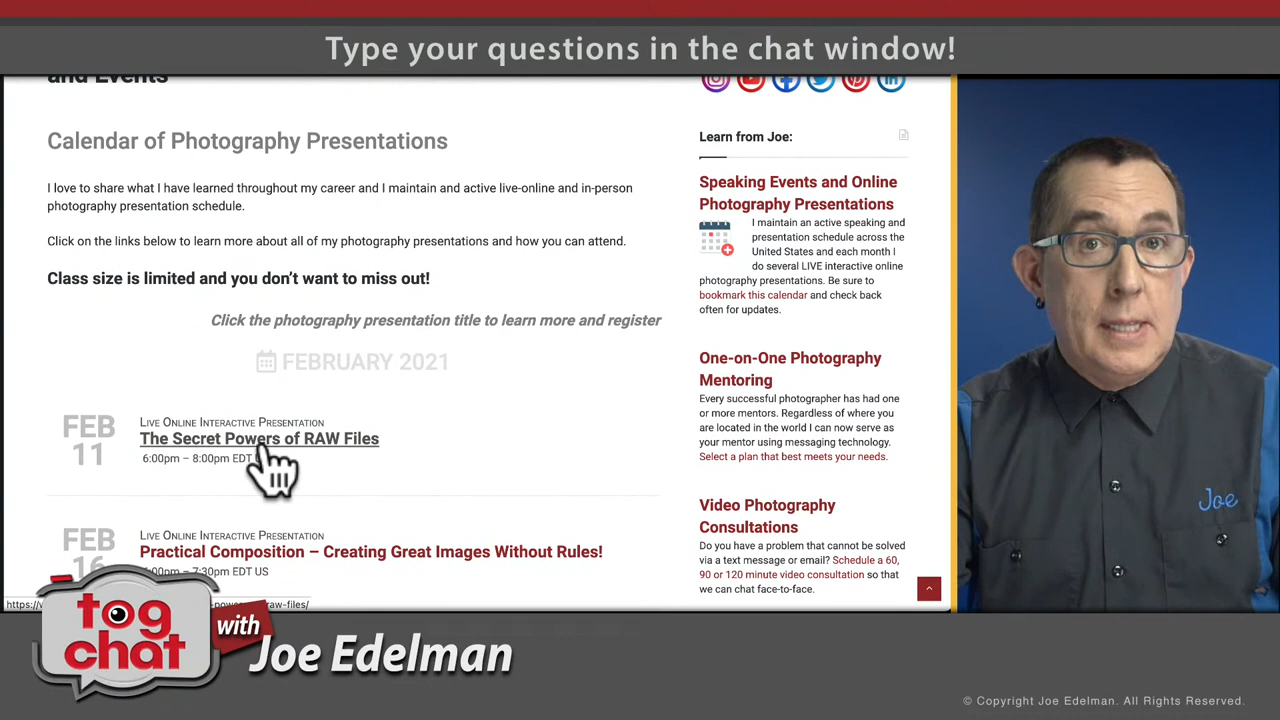 Type your questions in the chat window!
and Events
Calendar of Photography Presentations
I love to share what I have learned throughout my career and I maintain and active live-online and in-person
photography presentation schedule.
Click on the links below to learn more about all of my photography presentations and how you can attend.
Class size is limited and you don't want to miss out!
Click the photography presentation title to learn more and register
FEBRUARY 2021
FEB
11
Live Online Interactive Presentation
The Secret Powers of RAW Files
6:00pm – 8:00pm EDT
FEB
16
Live Online Interactive Presentation
Practical Composition – Creating Great Images Without Rules!
7:30pm EDT US
raw-files/
Learn from Joe:
Speaking Events and Online
Photography Presentations
I maintain an active speaking and
presentation schedule across the
United States and each month I
do several LIVE interactive online
photography presentations. Be sure to
bookmark this calendar and check back
often for updates.
One-on-One Photography
Mentoring
Every successful photographer has had one
or more mentors. Regardless of where you
are located in the world I can now serve as
your mentor using messaging technology.
Select a plan that best meets your needs.
Video Photography
Consultations
Do you have a problem that cannot be solved
via a text message or email? Schedule a 60,
90 or 120 minute video consultation so that
we can chat face-to-face.
Joe
tog
chat
with
Joe Edelman
© Copyright Joe Edelman. All Rights Reserved.